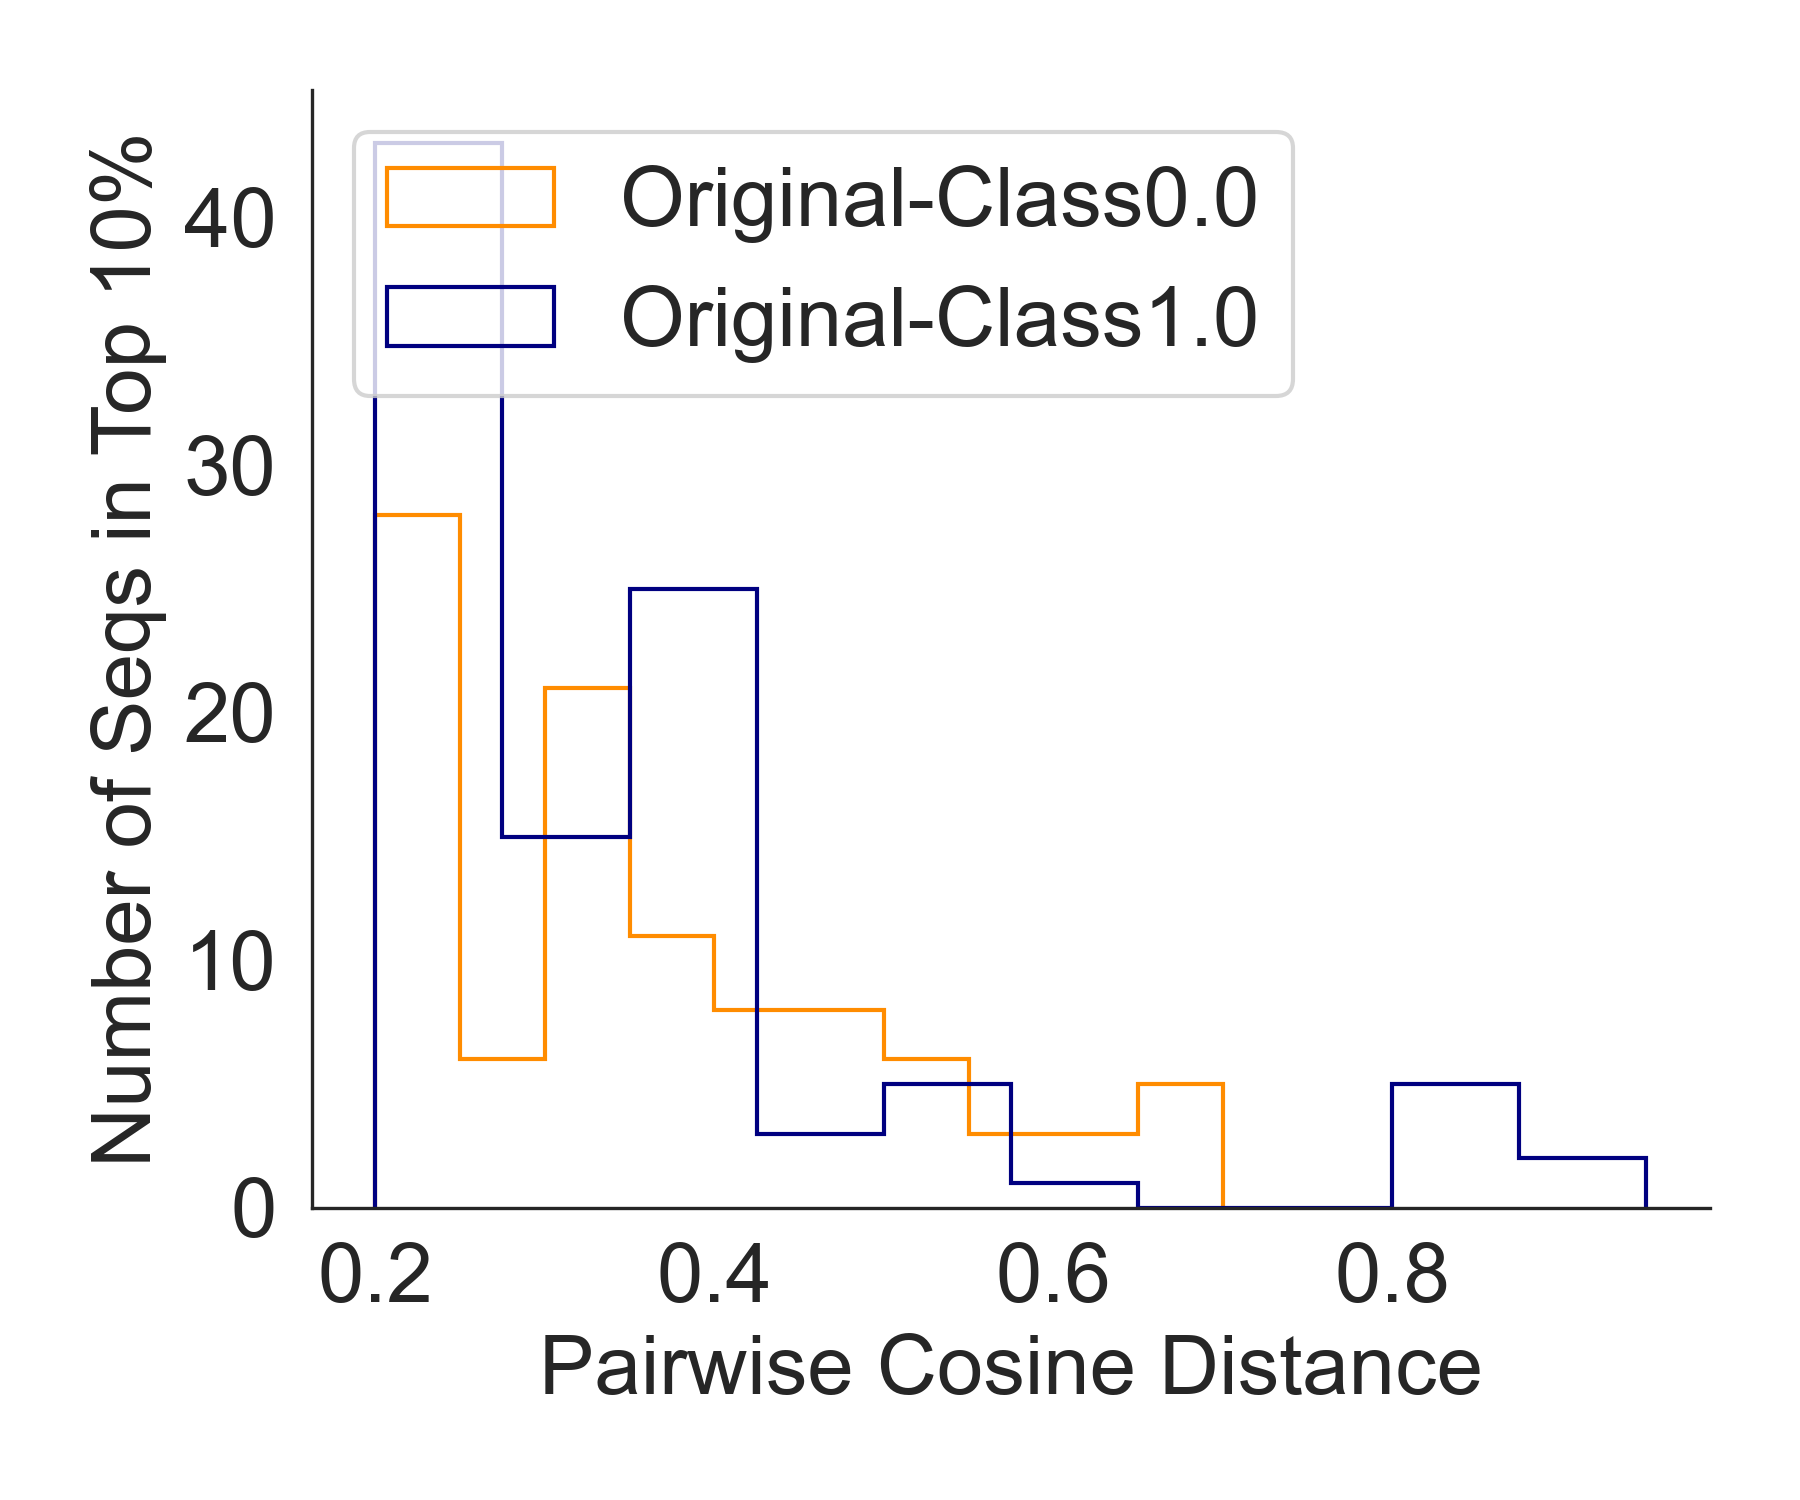 Number of Seqs in Top 10%
40
30
20
10
0
Original-Class0.0
Original-Class1.0
0.2 0.4 0.6 0.8
Pairwise Cosine Distance